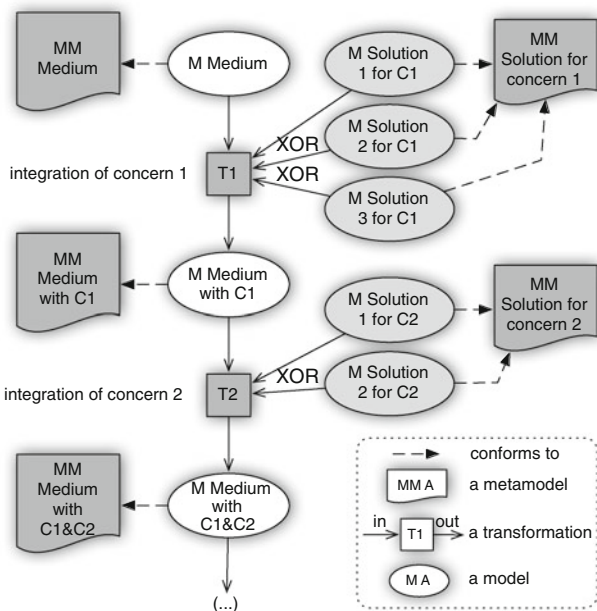 MM
Medium
M Medium
M Solution
1 for C1
MM
Solution for
concern 1
XOR
M Solution
2 for C1
integration of concern 1
T1
XOR
M Solution
3 for C1
MM
Medium
with C1
M Medium
with C1
M Solution
1 for C2
MM
Solution for
concern 2
integration of concern 2
T2
XOR
M Solution
2 for C2
MM
Medium
with
C1&C2
M Medium
with
C1&C2
(...)
conforms to
MM A
a metamodel
in
T1
out
a transformation
M A
a model